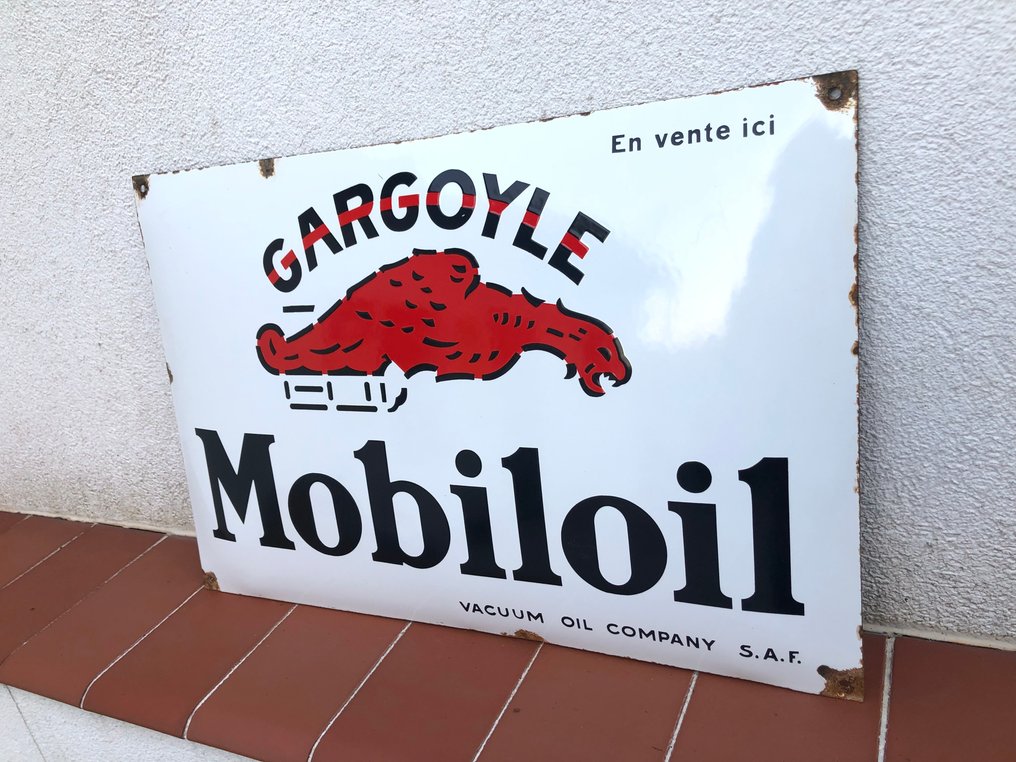 En vente ici
GARGOYLE
Mobiloil
VACUUM OIL COMPANY S.A.F.